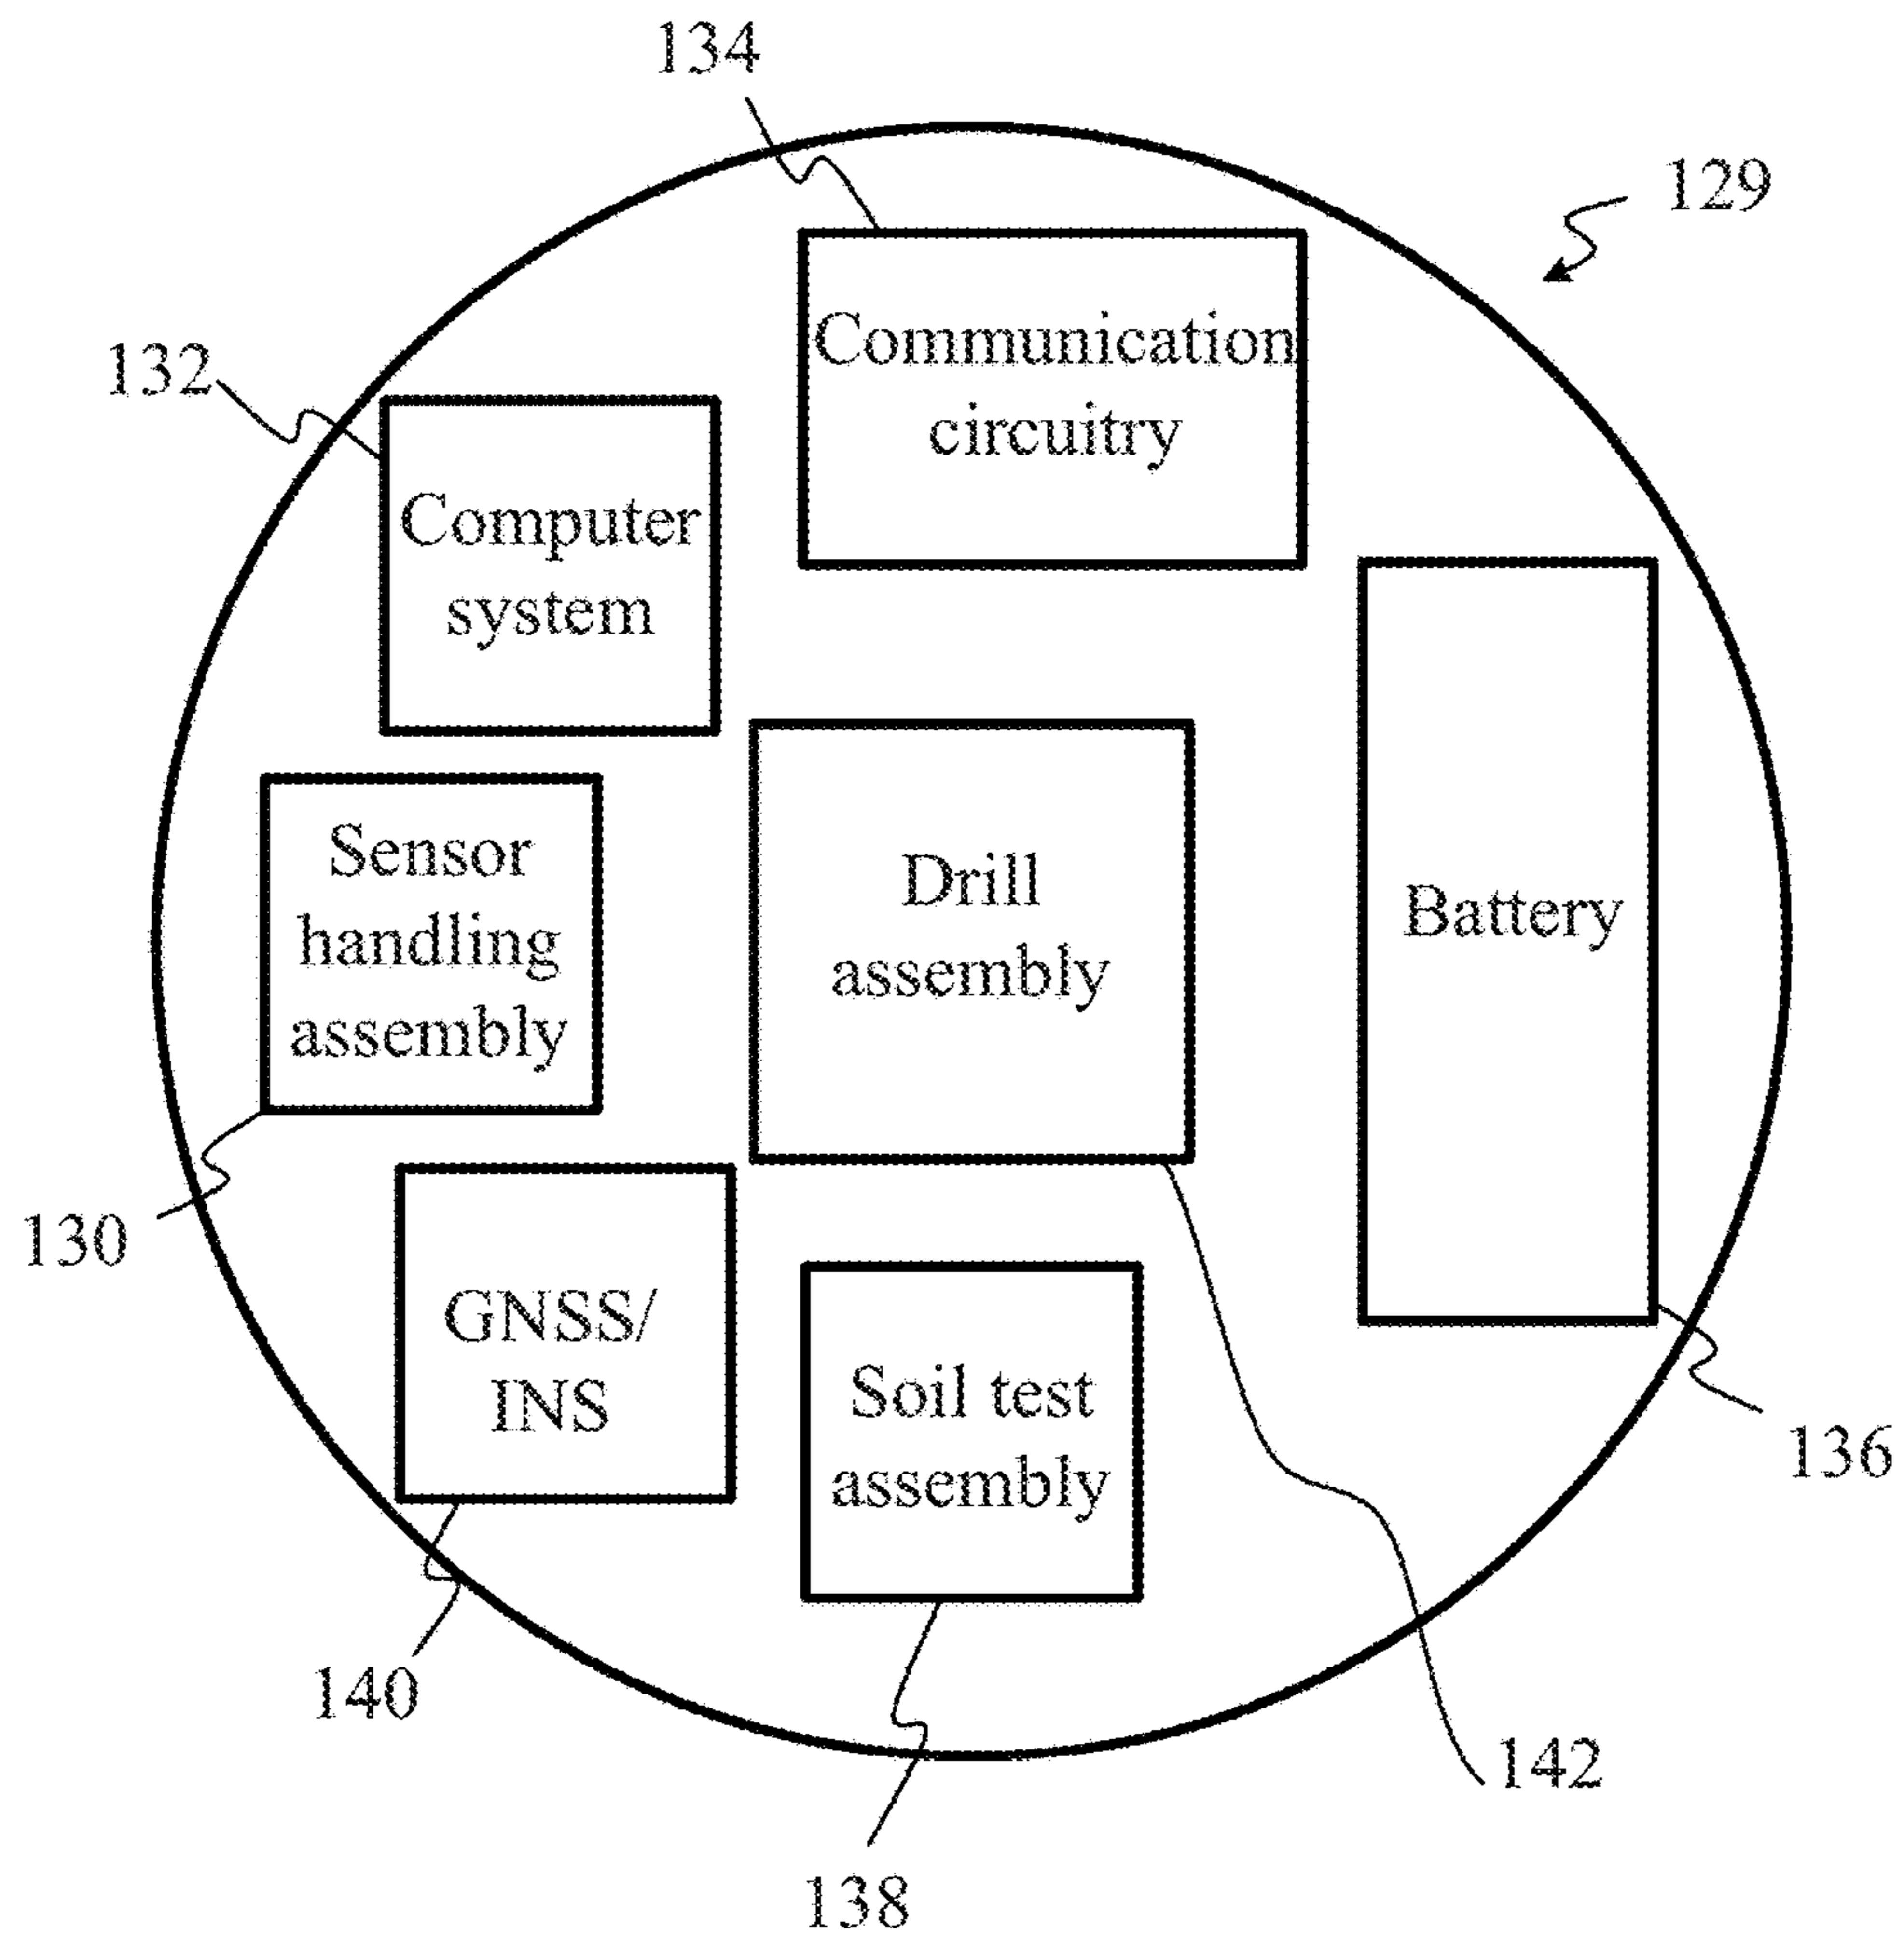 134
129
Communication
circuitry
132
Computer
system
Sensor
handling
assembly
Drill
assembly
Battery
130
GNSS/
INS
Soil test
assembly
136
140
142
138